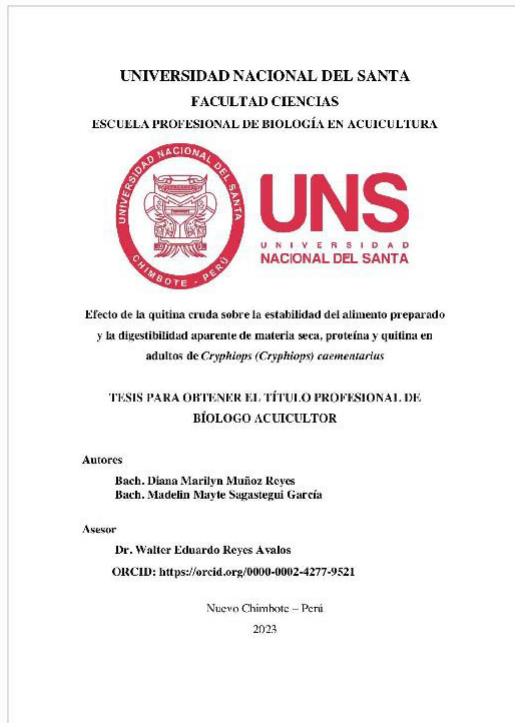 UNIVERSIDAD NACIONAL DEL SANTA
FACULTAD CIENCIAS
ESCUELA PROFESIONAL DE BIOLOGÍA EN ACUICULTURA
UNIVERSIDAD NACIONAL DEL SANTA
CHIMBOTE - PERÚ
UNS
UNIVERSIDAD
NACIONAL DEL SANTA
Efecto de la quitina cruda sobre la estabilidad del alimento preparado
y la digestibilidad aparente de materia seca, proteína y quitina en
adultos de Cryphiops (Cryphiops) caementarius
TESIS PARA OBTENER EL TÍTULO PROFESIONAL DE
BÍOLOGO ACUICULTOR
Autores
Bach. Diana Marilyn Muñoz Reyes
Bach. Madelin Mayte Sagastegui García
Asesor
Dr. Walter Eduardo Reyes Avalos
ORCID: https://orcid.org/0000-0002-4277-9521
Nuevo Chimbote – Perú
2023